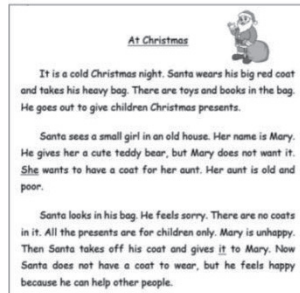 At Christmas
It is a cold Christmas night. Santa wears his big red coat
and takes his heavy bag. There are toys and books in the bag.
He goes out to give children Christmas presents.
Santa sees a small girl in an old house. Her name is Mary.
He gives her a cute teddy bear, but Mary does not want it.
She wants to have a coat for her aunt. Her aunt is old and
poor.
Santa looks in his bag. He feels sorry. There are no coats
in it. All the presents are for children only. Mary is unhappy.
Then Santa takes off his coat and gives it to Mary. Now
Santa does not have a coat to wear, but he feels happy
because he can help other people.